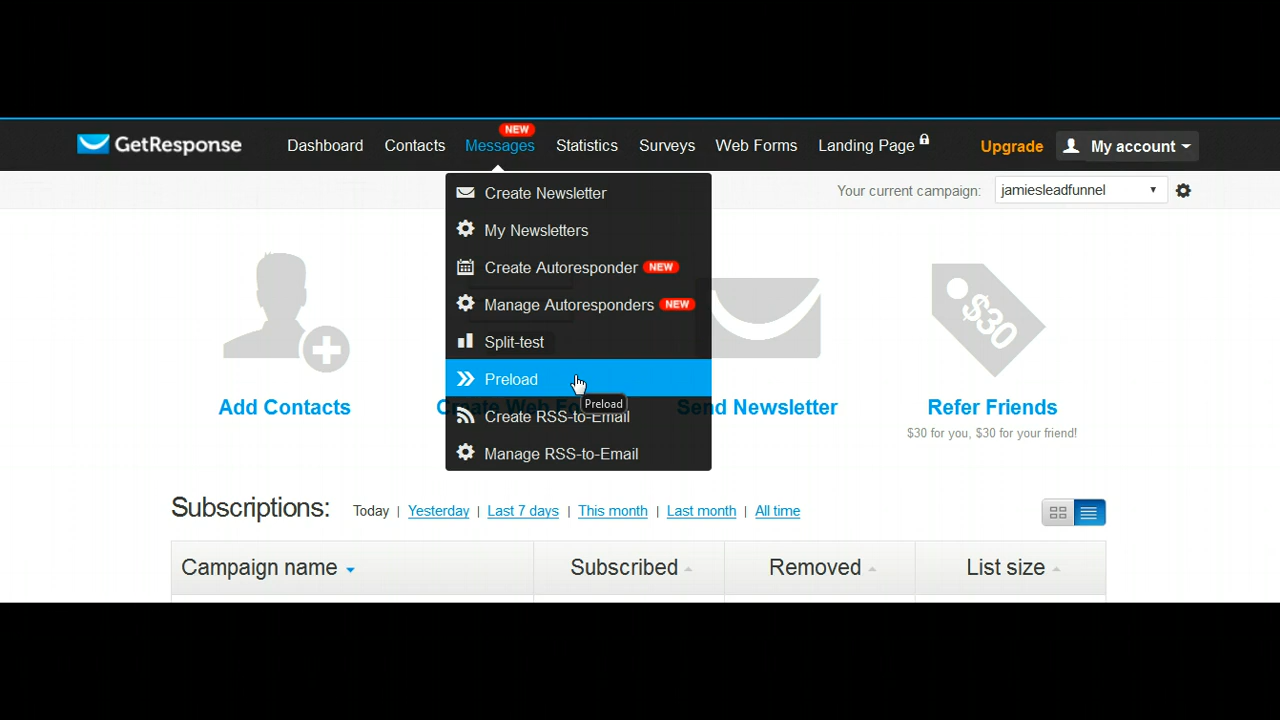 NEW
GetResponse Dashboard Contacts Messages Statistics Surveys Web Forms Landing Page Upgrade My account
Your current campaign: jamiesleadfunnel
Create Newsletter
My Newsletters
Create Autoresponder NEW
Manage Autoresponders NEW
Split-test
Preload
Preload
Create RSS-to-Email
Manage RSS-to-Email
$30
Add Contacts Create Web Fo Send Newsletter Refer Friends
$30 for you, $30 for your friend!
Subscriptions: Today | Yesterday | Last 7 days | This month | Last month | All time
Campaign name Subscribed Removed List size